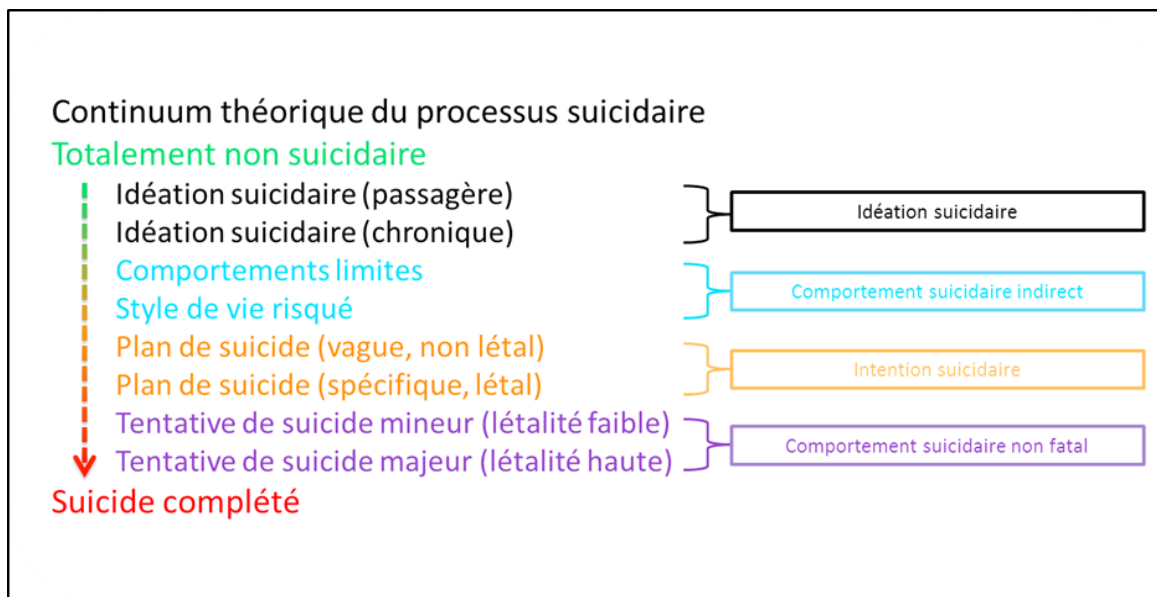 Continuum théorique du processus suicidaire
Totalement non suicidaire
Idéation suicidaire (passagère)
Idéation suicidaire (chronique)
Idéation suicidaire
Comportements limites
Style de vie risqué
Comportement suicidaire indirect
Plan de suicide (vague, non létal)
Plan de suicide (spécifique, létal)
Intention suicidaire
Tentative de suicide mineur (létalité faible)
Tentative de suicide majeur (létalité haute)
Comportement suicidaire non fatal
Suicide complété